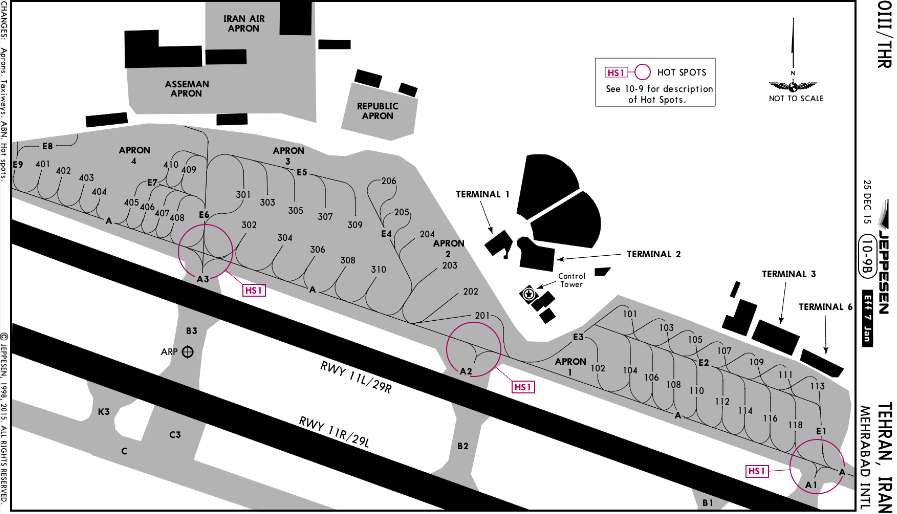 CHANGES: Aprons. Taxiways. ABN. Hot spots.
© JEPPESEN, 1998, 2015. ALL RIGHTS RESERVED.
OIII/THR
25 DEC 15
JEPPESEN
10-9B
Eff 7 Jan
TEHRAN, IRAN
MEHRABAD INTL
IRAN AIR
APRON
ASSEMAN
APRON
REPUBLIC
APRON
HS1
HOT SPOTS
See 10-9 for description
of Hot Spots.
N
NOT TO SCALE
E8
E9
401
402
403
404
APRON
4
410
409
E7
405
406
407
408
A
E6
APRON
3
E5
301
303
305
307
309
302
304
306
308
310
A
206
205
E4
204
APRON
2
203
202
201
TERMINAL 1
TERMINAL 2
Control
Tower
TERMINAL 3
TERMINAL 6
A3
HS1
B3
ARP
RWY 11L/29R
RWY 11R/29L
K3
C
C3
A2
HS1
B2
E3
APRON
1
101
103
105
E2
107
109
111
113
102
104
106
108
110
112
114
116
118
A
E1
A
HS1
A1
B1